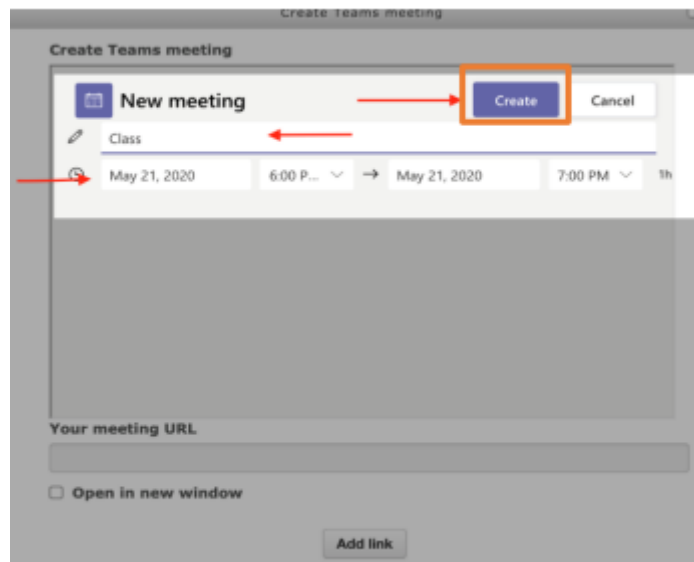 Create Teams meeting
Create Teams meeting
New meeting Create Cancel
Class
May 21, 2020 6:00 P... → May 21, 2020 7:00 PM 1h
Your meeting URL
Open in new window
Add link